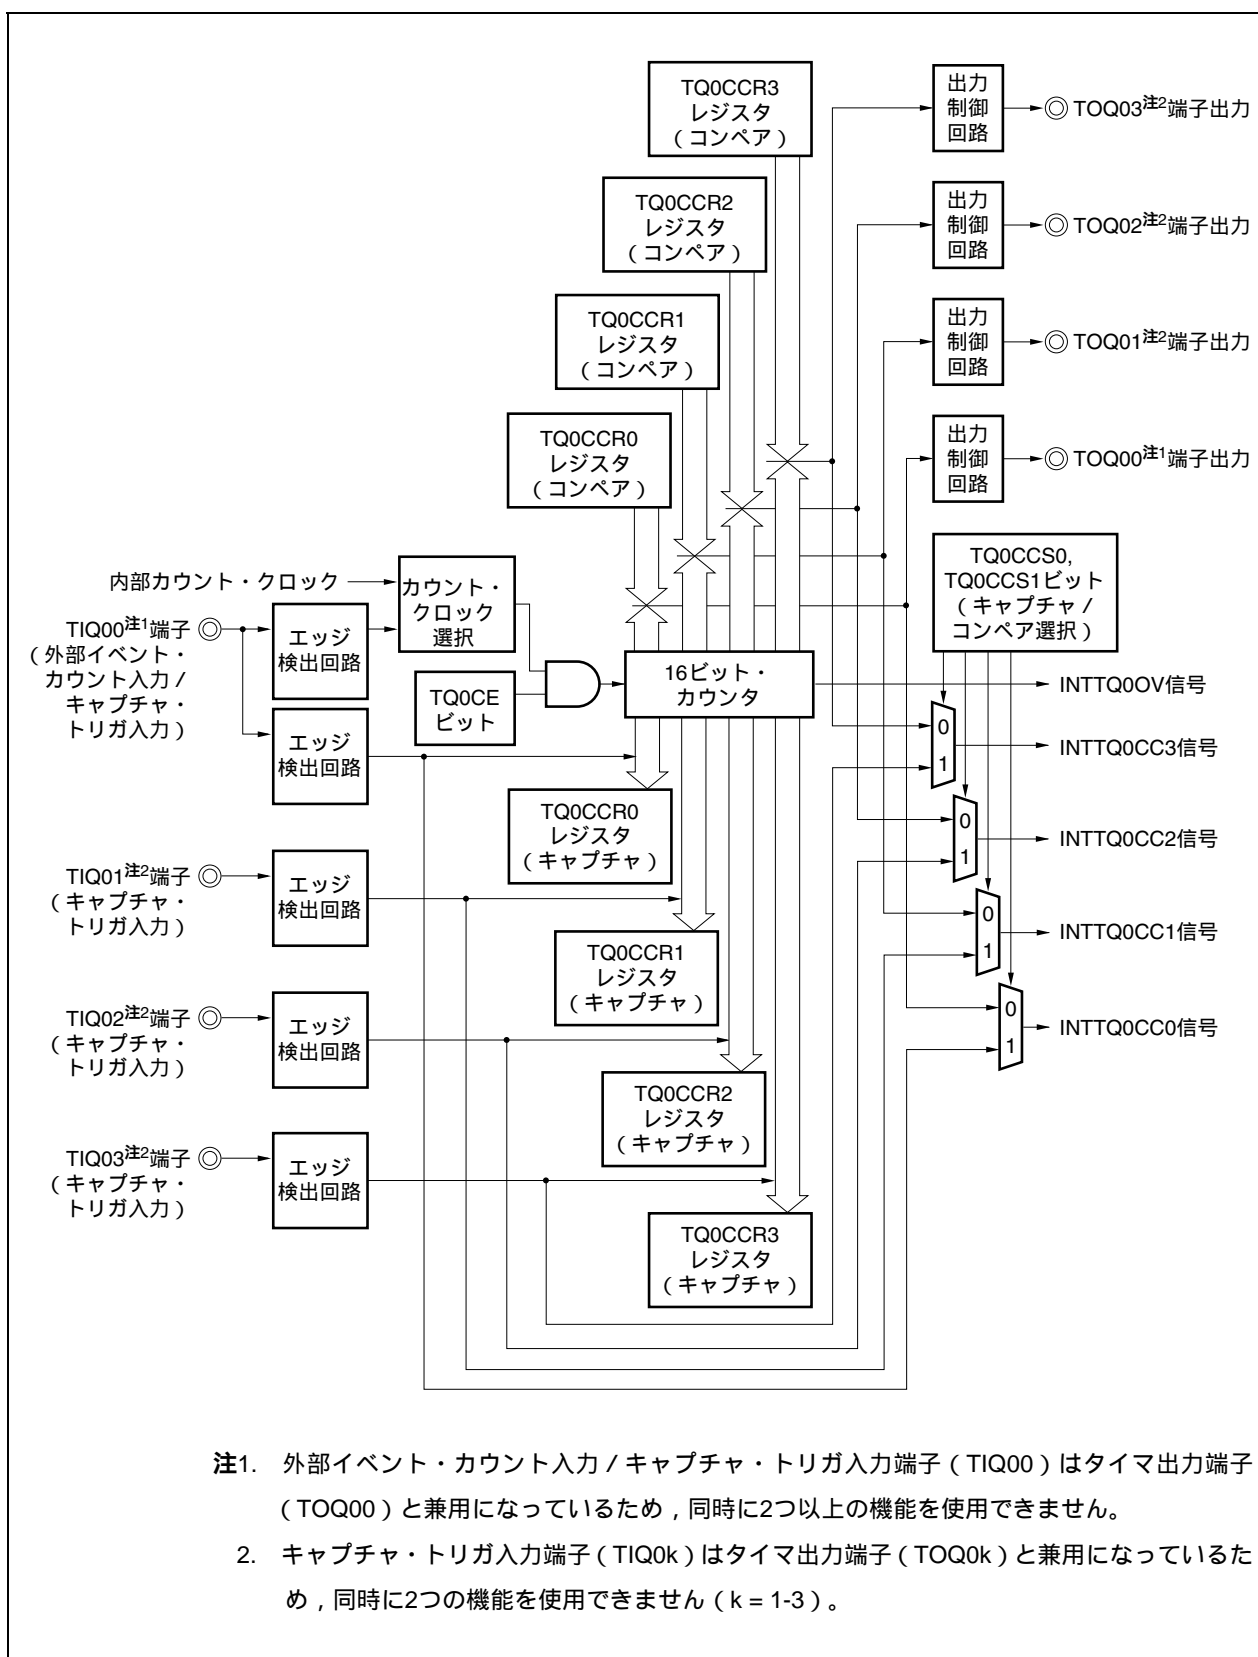 TQ0CCR3
レジスタ
(コンペア)
出力
制御
回路
TOQ03注2端子出力
TQ0CCR2
レジスタ
(コンペア)
出力
制御
回路
TOQ02注2端子出力
TQ0CCR1
レジスタ
(コンペア)
出力
制御
回路
TOQ01注2端子出力
TQ0CCR0
レジスタ
(コンペア)
出力
制御
回路
TOQ00注1端子出力
TQ0CCS0,
TQ0CCS1ビット
(キャプチャ/
コンペア選択)
内部カウント・クロック
カウント・
クロック
選択
TIQ00注1端子
(外部イベント・
カウント入力/
キャプチャ・
トリガ入力)
エッジ
検出回路
TQ0CE
ビット
16ビット・
カウンタ
INTTQ0OV信号
エッジ
検出回路
0
1
INTTQ0CC3信号
TQ0CCR0
レジスタ
(キャプチャ)
0
1
INTTQ0CC2信号
TIQ01注2端子
(キャプチャ・
トリガ入力)
エッジ
検出回路
0
1
INTTQ0CC1信号
TQ0CCR1
レジスタ
(キャプチャ)
TIQ02注2端子
(キャプチャ・
トリガ入力)
エッジ
検出回路
0
1
INTTQ0CC0信号
TQ0CCR2
レジスタ
(キャプチャ)
TIQ03注2端子
(キャプチャ・
トリガ入力)
エッジ
検出回路
TQ0CCR3
レジスタ
(キャプチャ)
注1. 外部イベント・カウント入力/キャプチャ・トリガ入力端子(TIQ00)はタイマ出力端子
(TOQ00)と兼用になっているため,同時に2つ以上の機能を使用できません。
2. キャプチャ・トリガ入力端子(TIQ0k)はタイマ出力端子(TOQ0k)と兼用になっているた
め,同時に2つの機能を使用できません(k = 1-3)。